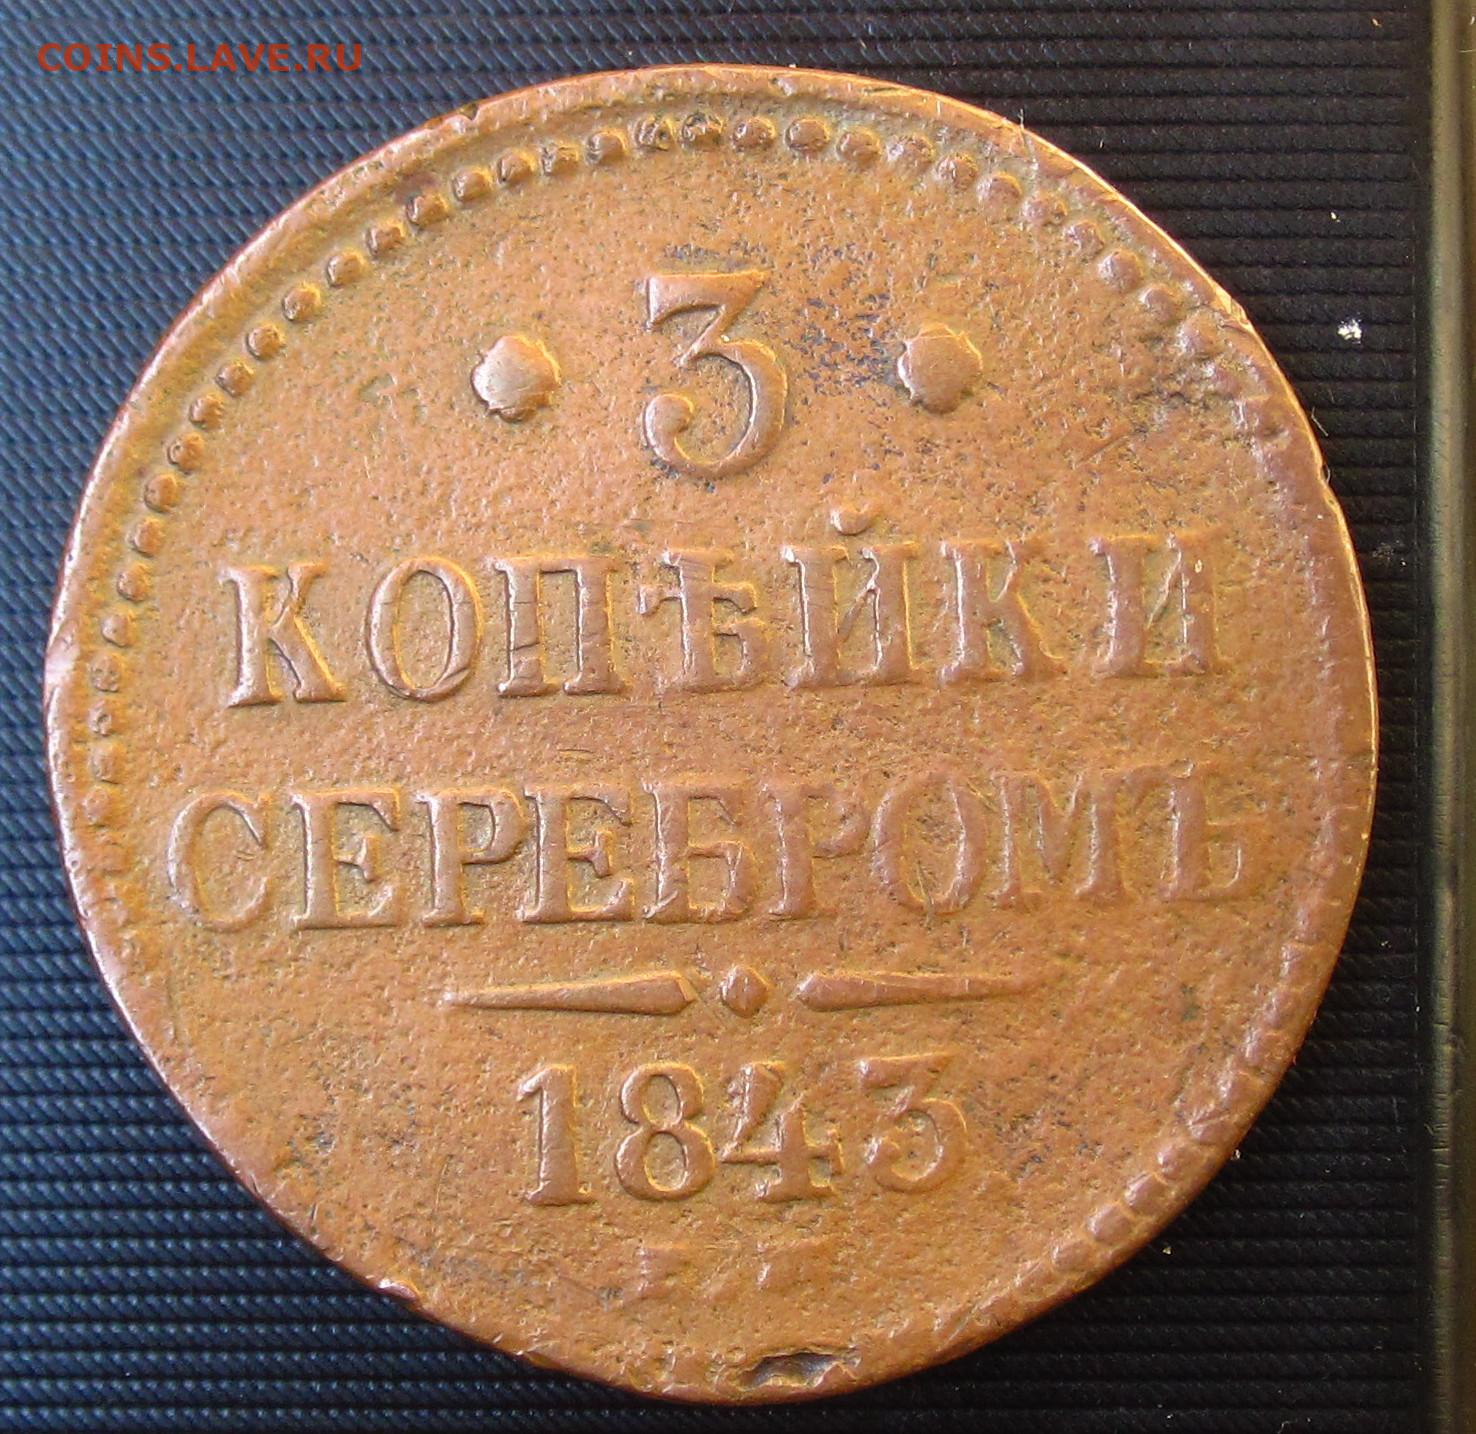 COINS.LAVE.RU
3
КОПѢЙКИ
СЕРЕБРОМЪ
1843